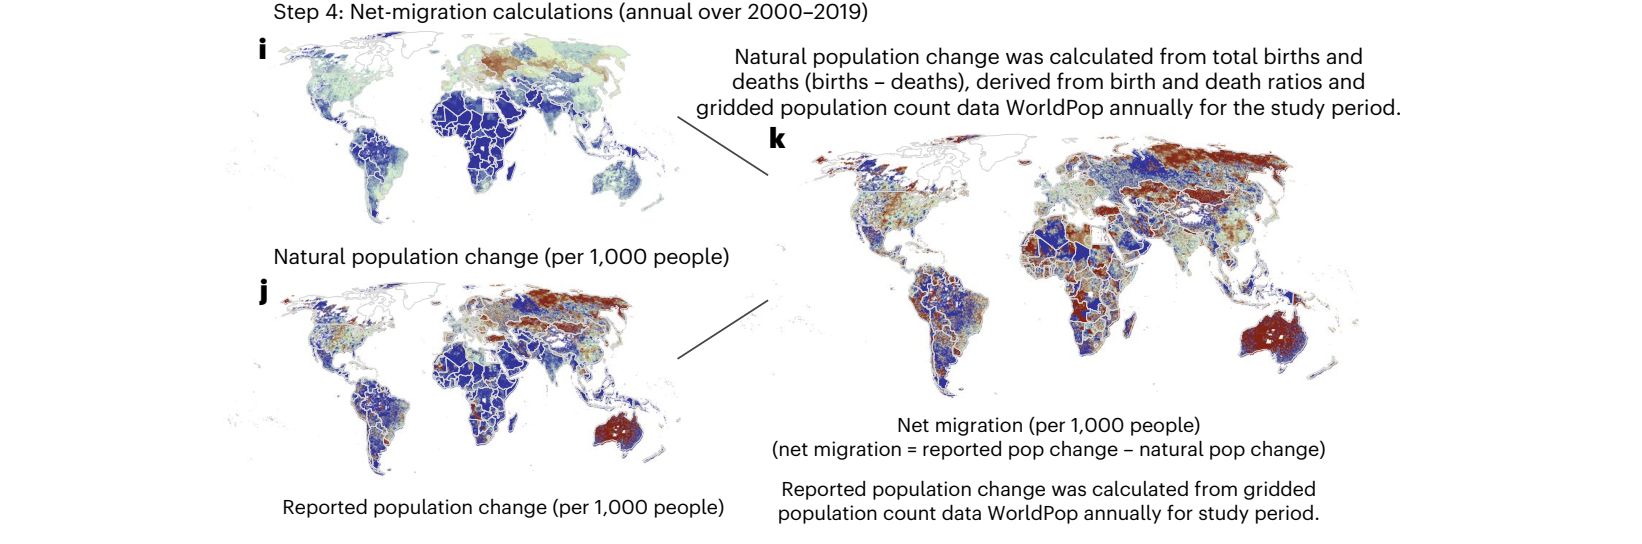 Step 4: Net-migration calculations (annual over 2000–2019)
i
Natural population change was calculated from total births and
deaths (births – deaths), derived from birth and death ratios and
gridded population count data WorldPop annually for the study period.
k
Natural population change (per 1,000 people)
j
Net migration (per 1,000 people)
(net migration = reported pop change – natural pop change)
Reported population change (per 1,000 people)
Reported population change was calculated from gridded
population count data WorldPop annually for study period.